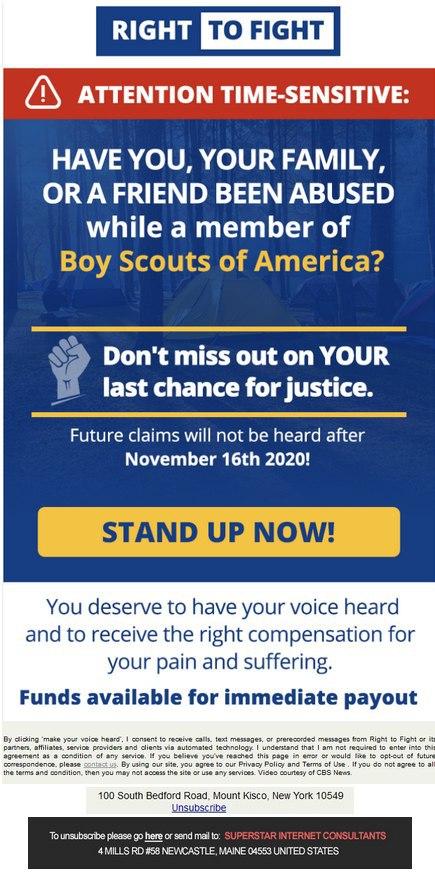 RIGHT TO FIGHT
ATTENTION TIME-SENSITIVE:
HAVE YOU, YOUR FAMILY,
OR A FRIEND BEEN ABUSED
while a member of
Boy Scouts of America?
Don't miss out on YOUR
last chance for justice.
Future claims will not be heard after
November 16th 2020!
STAND UP NOW!
You deserve to have your voice heard
and to receive the right compensation for
your pain and suffering.
Funds available for immediate payout
By clicking 'make your voice heard', I consent to receive calls, text messages, or prerecorded messages from Right to Fight or its
partners, affiliates, service providers and clients via automated technology. I understand that I am not required to enter into this
agreement as a condition of any service. If you believe you've reached this page in error or would like to opt-out of future
correspondence, please contact us. By using our site, you agree to our Privacy Policy and Terms of Use . If you do not agree to all
the terms and condition, then you may not access the site or use any services. Video courtesy of CBS News.
100 South Bedford Road, Mount Kisco, New York 10549
Unsubscribe
To unsubscribe please go here or send mail to: SUPERSTAR INTERNET CONSULTANTS
4 MILLS RD #58 NEWCASTLE, MAINE 04553 UNITED STATES